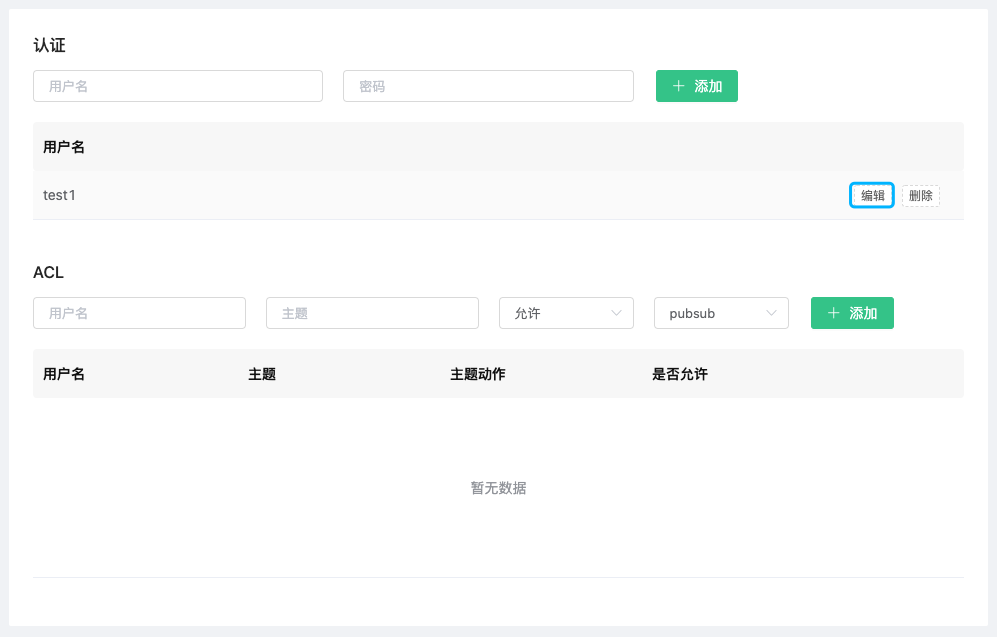 认证
用户名 密码 添加
用户名
test1 编辑 删除
ACL
用户名 主题 允许 pubsub 添加
用户名 主题 主题动作 是否允许
暂无数据